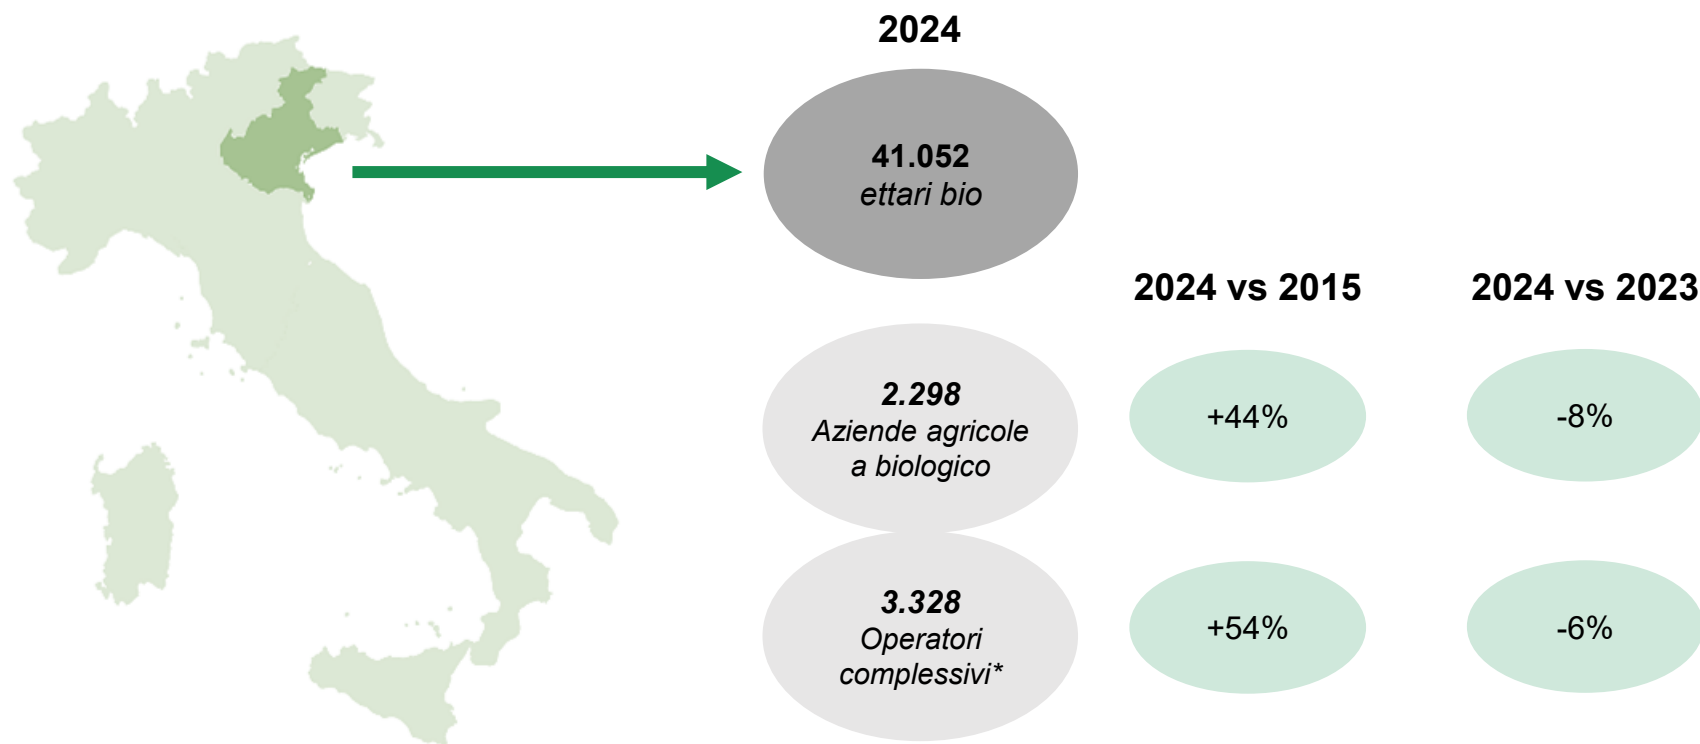 2024
41.052
ettari bio
2024 vs 2015
2024 vs 2023
2.298
Aziende agricole
a biologico
+44%
-8%
3.328
Operatori
complessivi*
+54%
-6%